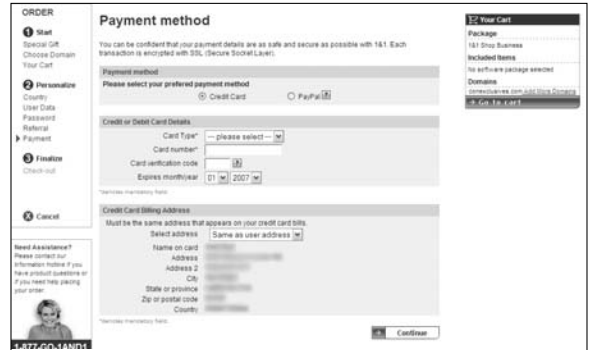 ORDER
1 Start
Special Gift
Choose Domain
Your Cart
2 Personalize
Country
User Data
Password
Referral
Payment
3 Finalize
Check-out
Cancel
Need Assistance?
Please contact our
information hotline if you
have product questions or
if you need help placing
your order.
1-877-GO-1AND1
Payment method
You can be confident that your payment details are as safe and secure as possible with 1&1. Each
transaction is encrypted with SSL (Secure Socket Layer).
Payment method
Please select your prefered payment method
Credit Card
PayPal
Credit or Debit Card Details
Card Type* --- please select ---
Card number*
Card verification code
Expires month/year 01 2007
*denotes mandatory field.
Credit Card Billing Address
Must be the same address that appears on your credit card bills.
Select address Same as user address
Name on card
Address
Address 2
City
State or province
Zip or postal code
Country
*denotes mandatory field.
Continue
Your Cart
Package
1&1 Shop Business
Included Items
No software package selected
Domains
Add More Domains
Go to cart